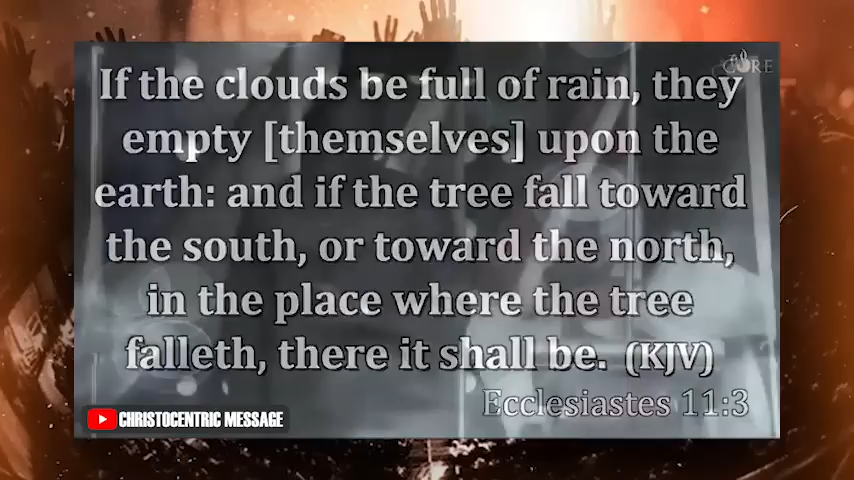 CORE
If the clouds be full of rain, they
empty [themselves] upon the
earth: and if the tree fall toward
the south, or toward the north,
in the place where the tree
falleth, there it shall be. (KJV)
Ecclesiastes 11:3
CHRISTOCENTRIC MESSAGE